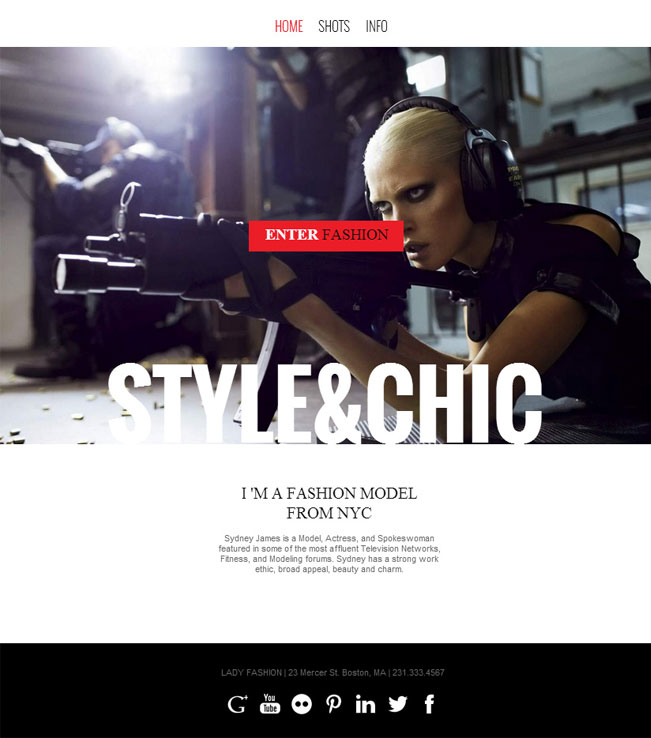 HOME SHOTS INFO
ENTER FASHION
STYLE&CHIC
I 'M A FASHION MODEL
FROM NYC
Sydney James is a Model, Actress, and Spokeswoman
featured in some of the most affluent Television Networks,
Fitness, and Modeling forums. Sydney has a strong work
ethic, broad appeal, beauty and charm.
LADY FASHION | 23 Mercer St. Boston, MA | 231.333.4567
G+ You Tube in f